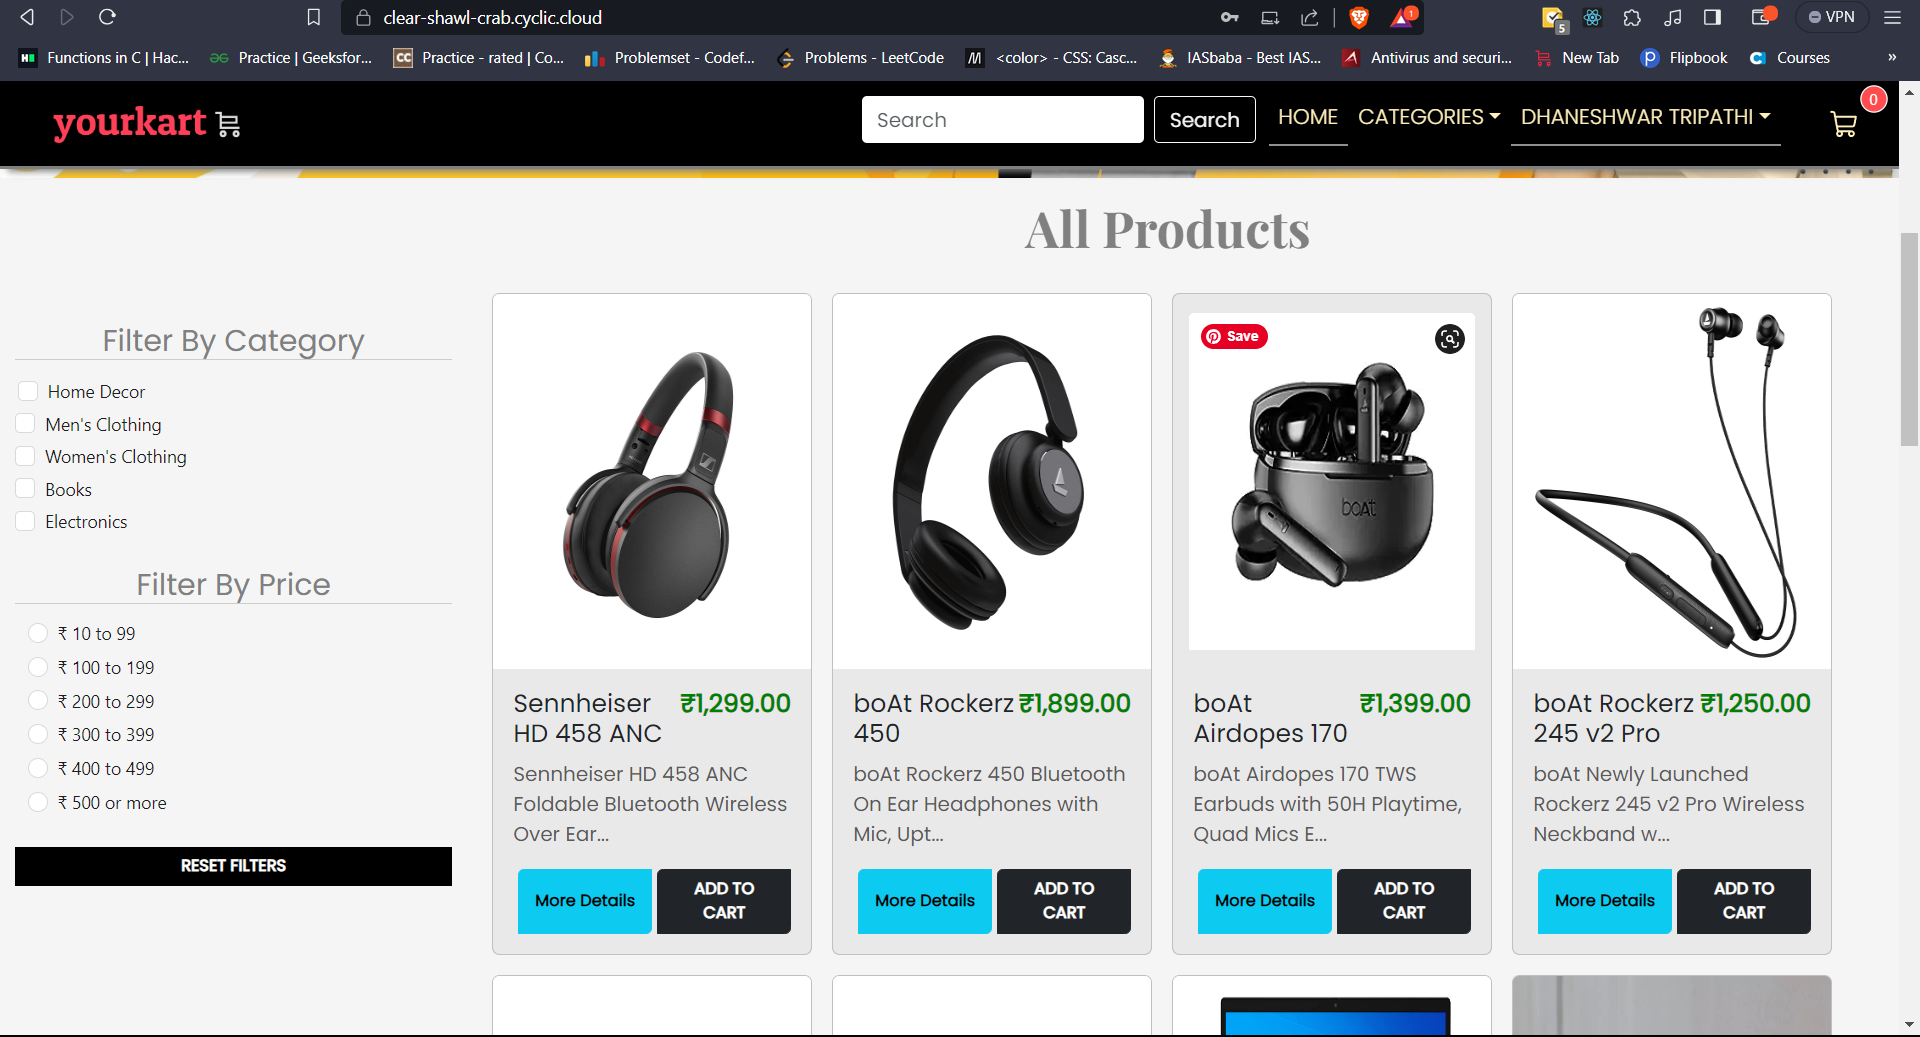 clear-shawl-crab.cyclic.cloud
1
5
VPN
Functions in C | Hac...
Practice | Geeksfor...
CC
Practice - rated | Co...
Problemset - Codef...
Problems - LeetCode
M
<color> - CSS: Casc...
IASbaba - Best IAS...
Antivirus and securi...
New Tab
Flipbook
Courses
»
yourkart
Search
Search
HOME
CATEGORIES
DHANESHWAR TRIPATHI
0
All Products
Filter By Category
Home Decor
Men's Clothing
Women's Clothing
Books
Electronics
Filter By Price
₹ 10 to 99
₹ 100 to 199
₹ 200 to 299
₹ 300 to 399
₹ 400 to 499
₹ 500 or more
RESET FILTERS
Sennheiser
HD 458 ANC
₹1,299.00
Sennheiser HD 458 ANC
Foldable Bluetooth Wireless
Over Ear...
More Details
ADD TO
CART
boAt Rockerz
450
₹1,899.00
boAt Rockerz 450 Bluetooth
On Ear Headphones with
Mic, Upt...
More Details
ADD TO
CART
Save
boAt
boAt
Airdopes 170
₹1,399.00
boAt Airdopes 170 TWS
Earbuds with 50H Playtime,
Quad Mics E...
More Details
ADD TO
CART
boAt Rockerz
245 v2 Pro
₹1,250.00
boAt Newly Launched
Rockerz 245 v2 Pro Wireless
Neckband w...
More Details
ADD TO
CART